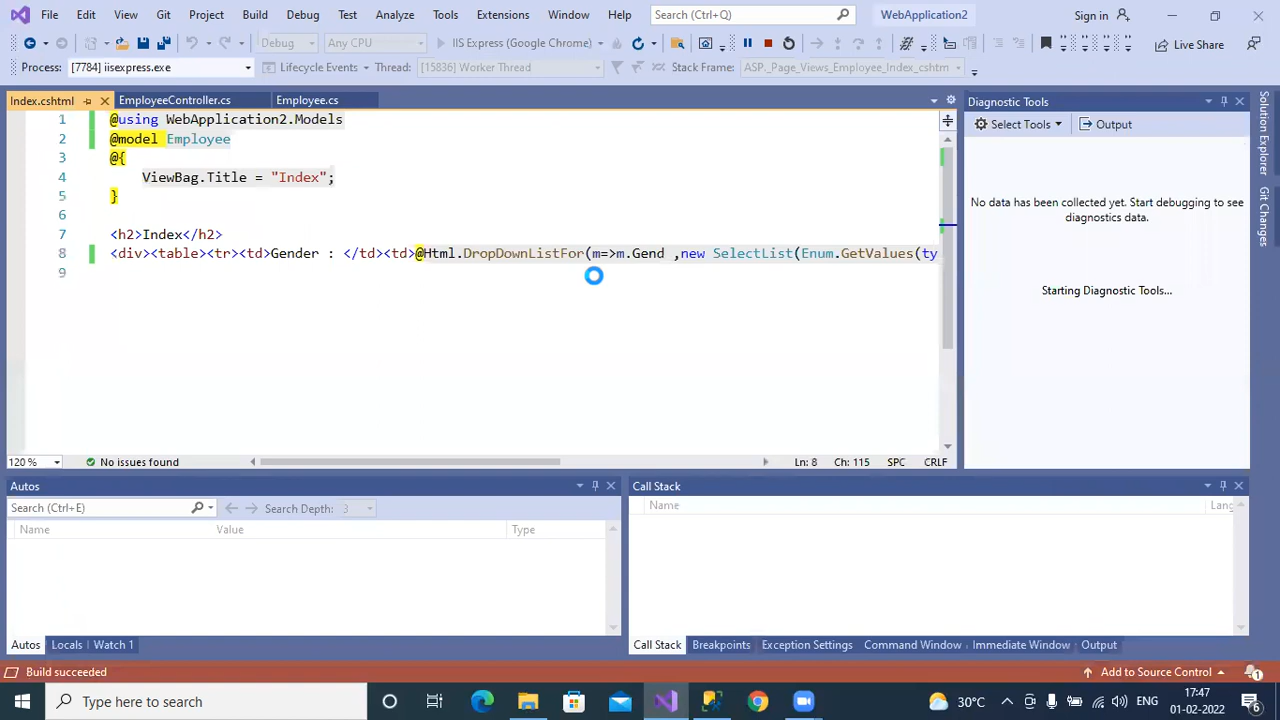 File Edit View Git Project Build Debug Test Analyze Tools Extensions Window Help Search (Ctrl+Q) WebApplication2 Sign in
Debug Any CPU IIS Express (Google Chrome) Live Share
Process: [7784] iisexpress.exe Lifecycle Events Thread: [15836] Worker Thread Stack Frame: ASP._Page_Views_Employee_Index_cshtm
Index.cshtml EmployeeController.cs Employee.cs
1 @using WebApplication2.Models
2 @model Employee
3 @{
4 ViewBag.Title = "Index";
5 }
6
7 <h2>Index</h2>
8 <div><table><tr><td>Gender : </td><td>@Html.DropDownListFor(m=>m.Gend ,new SelectList(Enum.GetValues(ty
9
120 % No issues found Ln: 8 Ch: 115 SPC CRLF
Diagnostic Tools
Select Tools Output
No data has been collected yet. Start debugging to see
diagnostics data.
Starting Diagnostic Tools...
Solution Explorer
Git Changes
Autos
Search (Ctrl+E) Search Depth: 3
Name Value Type
Autos Locals Watch 1
Call Stack
Name Lang
Call Stack Breakpoints Exception Settings Command Window Immediate Window Output
Build succeeded Add to Source Control 1
Type here to search 30°C ENG 17:47
01-02-2022 6